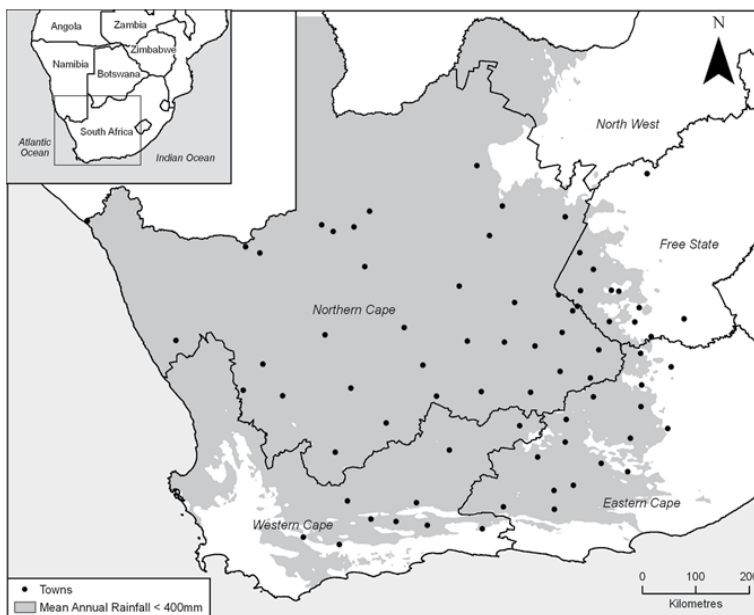 Angola
Zambia
Zimbabwe
Namibia
Botswana
South Africa
Atlantic
Ocean
Indian Ocean
N
North West
Free State
Northern Cape
Eastern Cape
Western Cape
Towns
Mean Annual Rainfall < 400mm
0 100 200
Kilometres